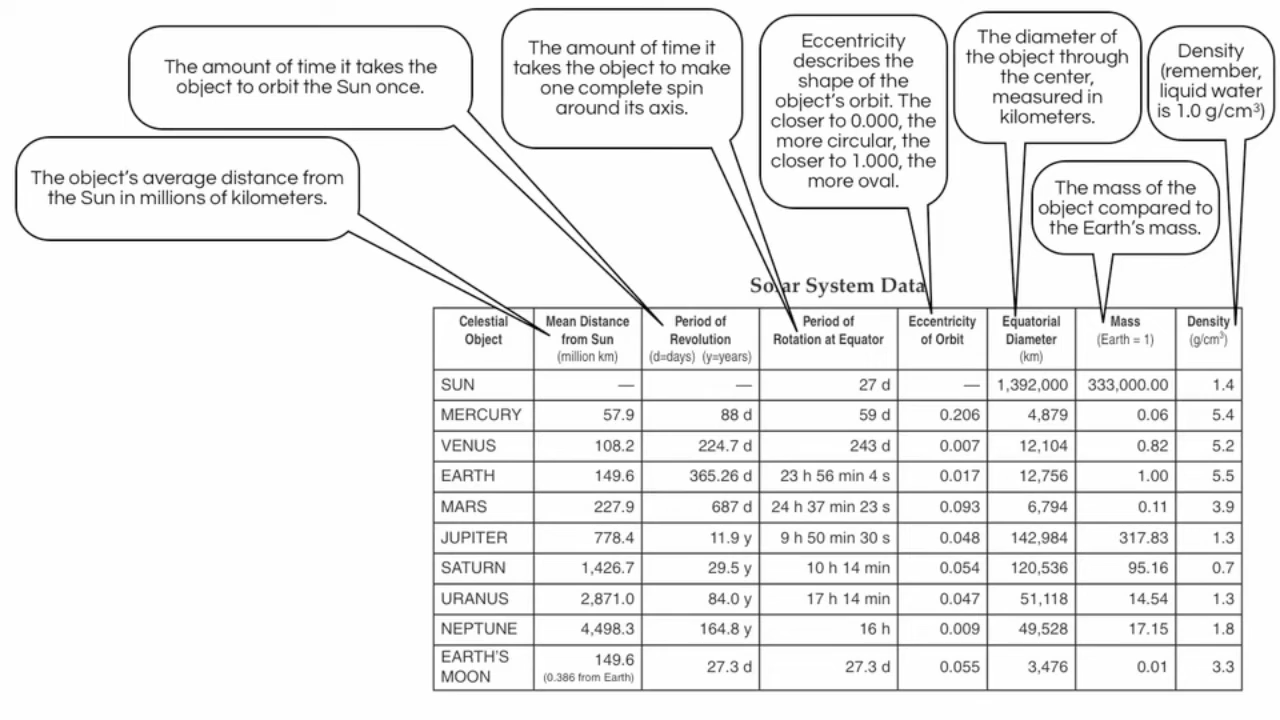 The amount of time it takes the
object to orbit the Sun once.
The amount of time it
takes the object to make
one complete spin
around its axis.
Eccentricity
describes the
shape of the
object's orbit. The
closer to 0.000, the
more circular, the
closer to 1.000, the
more oval.
The diameter of
the object through
the center,
measured in
kilometers.
Density
(remember,
liquid water
is 1.0 g/cm³)
The object's average distance from
the Sun in millions of kilometers.
The mass of the
object compared to
the Earth's mass.
Solar System Data
Celestial Object | Mean Distance from Sun (million km) | Period of Revolution (d=days) (y=years) | Period of Rotation at Equator | Eccentricity of Orbit | Equatorial Diameter (km) | Mass (Earth = 1) | Density (g/cm³)
SUN — — 27 d — 1,392,000 333,000.00 1.4
MERCURY 57.9 88 d 59 d 0.206 4,879 0.06 5.4
VENUS 108.2 224.7 d 243 d 0.007 12,104 0.82 5.2
EARTH 149.6 365.26 d 23 h 56 min 4 s 0.017 12,756 1.00 5.5
MARS 227.9 687 d 24 h 37 min 23 s 0.093 6,794 0.11 3.9
JUPITER 778.4 11.9 y 9 h 50 min 30 s 0.048 142,984 317.83 1.3
SATURN 1,426.7 29.5 y 10 h 14 min 0.054 120,536 95.16 0.7
URANUS 2,871.0 84.0 y 17 h 14 min 0.047 51,118 14.54 1.3
NEPTUNE 4,498.3 164.8 y 16 h 0.009 49,528 17.15 1.8
EARTH'S MOON 149.6 (0.386 from Earth) 27.3 d 27.3 d 0.055 3,476 0.01 3.3